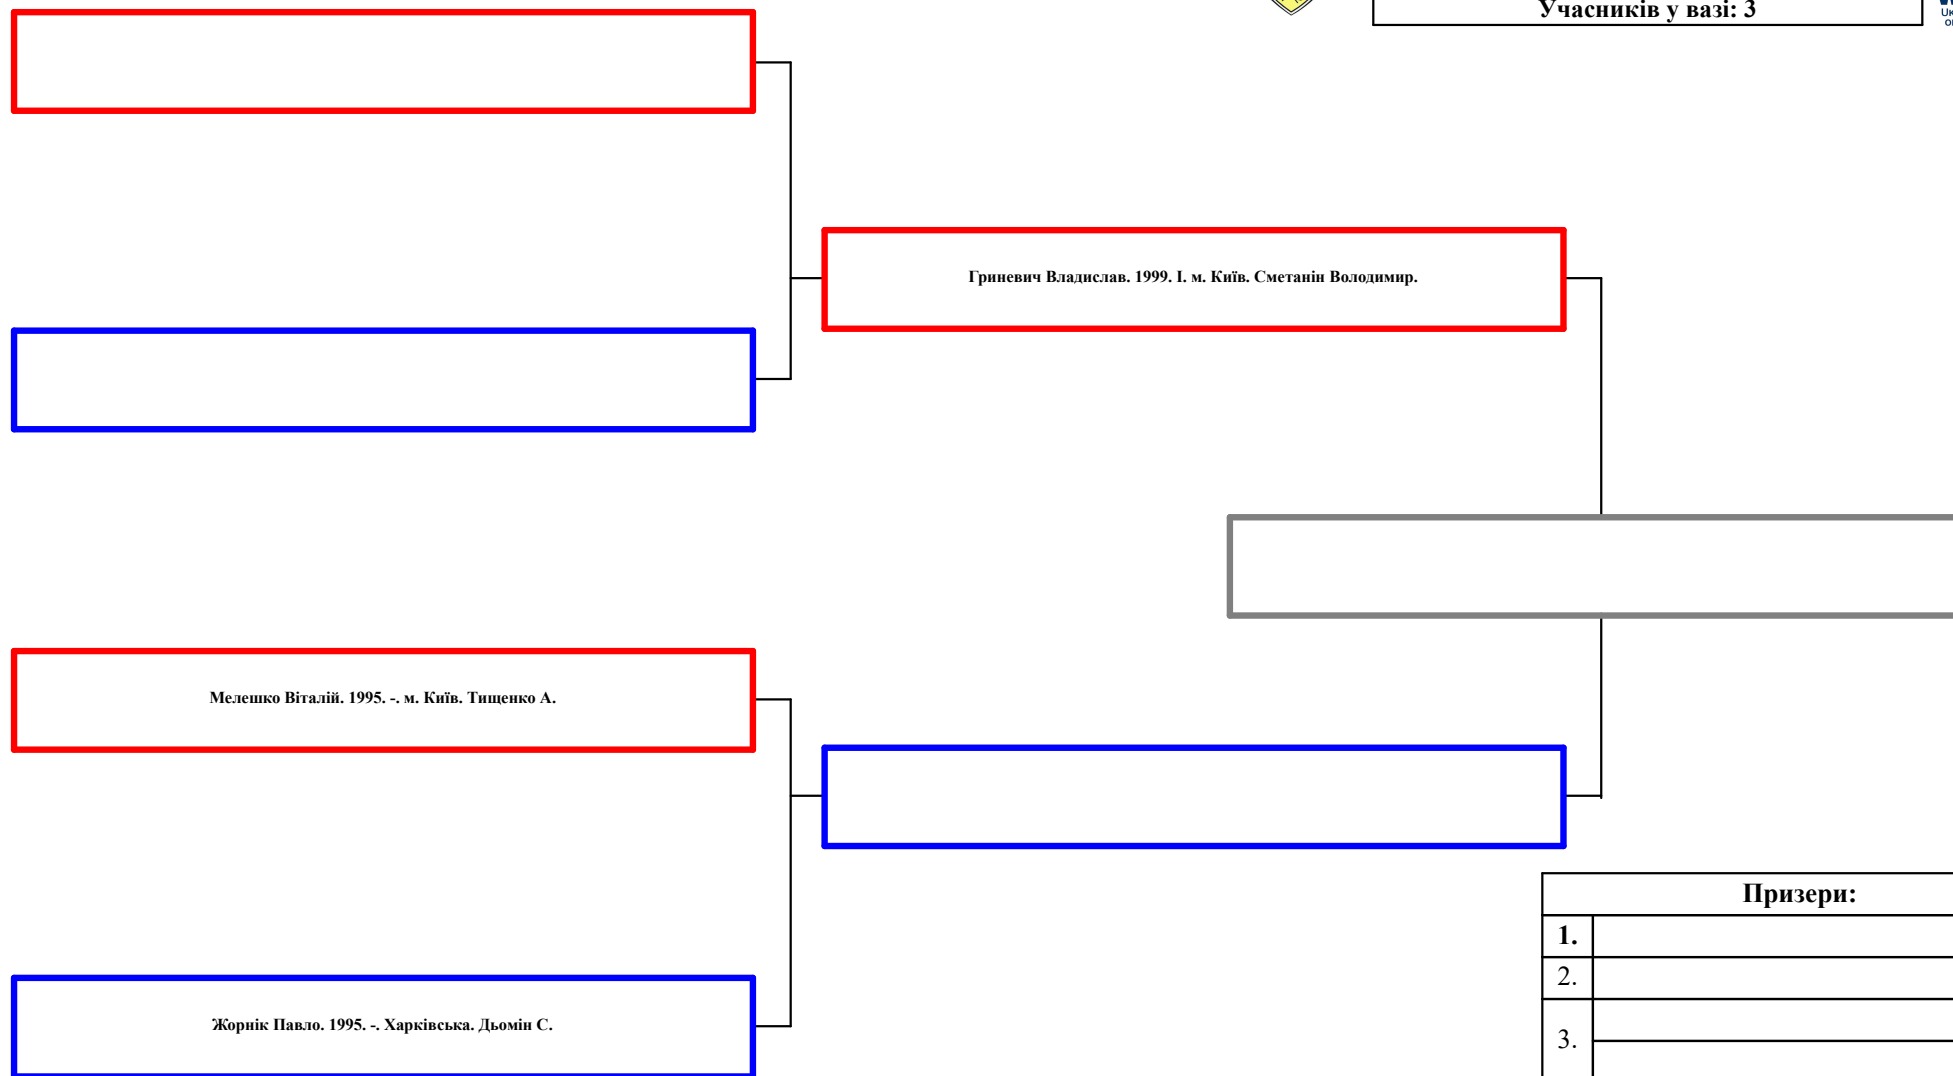 Учасників у вазі: 3
Гриневич Владислав. 1999. І. м. Київ. Сметанін Володимир.
Мелешко Віталій. 1995. -. м. Київ. Тищенко А.
Жорнік Павло. 1995. -. Харківська. Дьомін С.
Призери:
1.
2.
3.